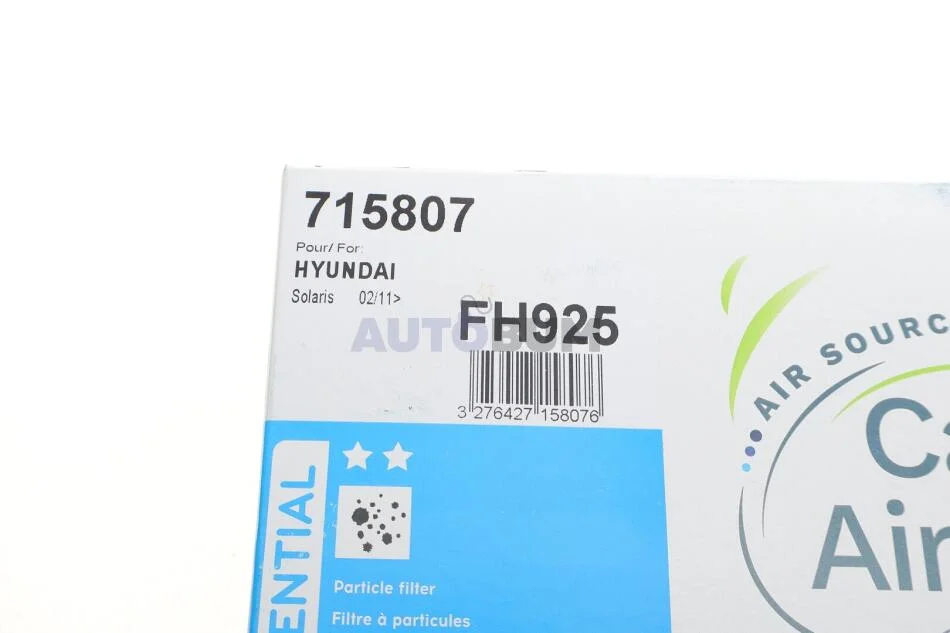 715807
Pour/ For:
HYUNDAI
Solaris 02/11>
FH925
3 276427 158076
AIR SOURC
Ca
Air
ENTIAL
Particle filter
Filtre à particules